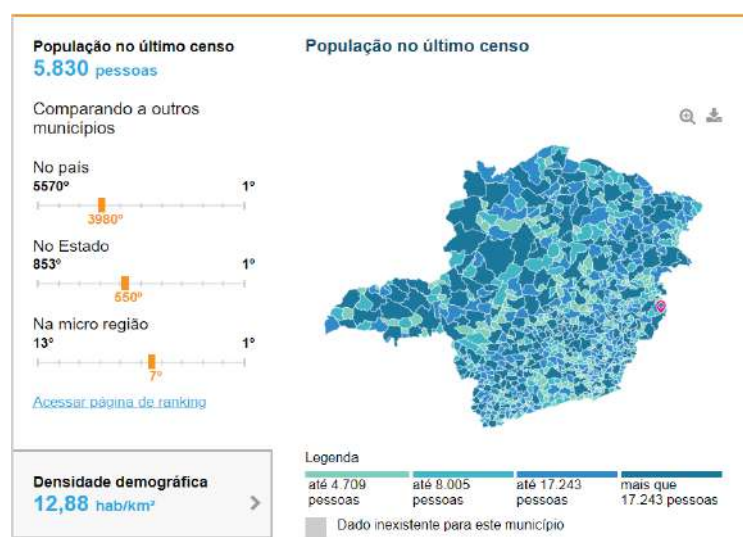 População no último censo
5.830 pessoas
Comparando a outros
municípios
No país
5570º 1º
3980º
No Estado
853º 1º
550º
Na micro região
13º 1º
7º
Acessar página de ranking
Densidade demográfica
12,88 hab/km²
População no último censo
Legenda
até 4.709 pessoas
até 8.005 pessoas
até 17.243 pessoas
mais que 17.243 pessoas
Dado inexistente para este município